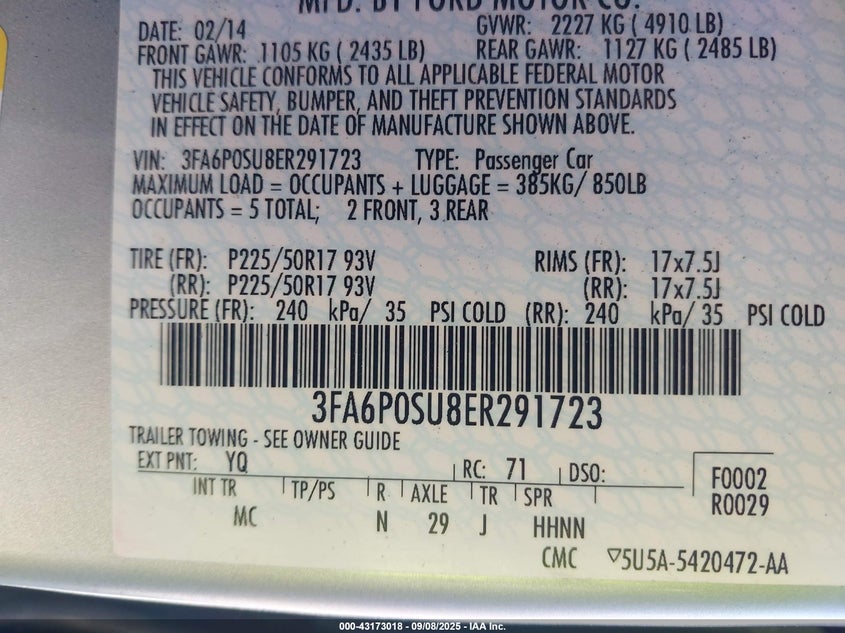 MFD. BY FORD MOTOR CO.
DATE: 02/14 GVWR: 2227 KG ( 4910 LB)
FRONT GAWR: 1105 KG ( 2435 LB) REAR GAWR: 1127 KG ( 2485 LB)
THIS VEHICLE CONFORMS TO ALL APPLICABLE FEDERAL MOTOR
VEHICLE SAFETY, BUMPER, AND THEFT PREVENTION STANDARDS
IN EFFECT ON THE DATE OF MANUFACTURE SHOWN ABOVE.
VIN: 3FA6P0SU8ER291723 TYPE: Passenger Car
MAXIMUM LOAD = OCCUPANTS + LUGGAGE = 385KG/ 850LB
OCCUPANTS = 5 TOTAL; 2 FRONT, 3 REAR
TIRE (FR): P225/50R17 93V RIMS (FR): 17x7.5J
(RR): P225/50R17 93V (RR): 17x7.5J
PRESSURE (FR): 240 kPa/ 35 PSI COLD (RR): 240 kPa/ 35 PSI COLD
3FA6P0SU8ER291723
TRAILER TOWING - SEE OWNER GUIDE
EXT PNT: YQ RC: 71 DSO: F0002
INT TR TP/PS R AXLE TR SPR R0029
MC N 29 J HHNN
CMC ▽5U5A-5420472-AA
000-43173018 - 09/08/2025 - IAA Inc.